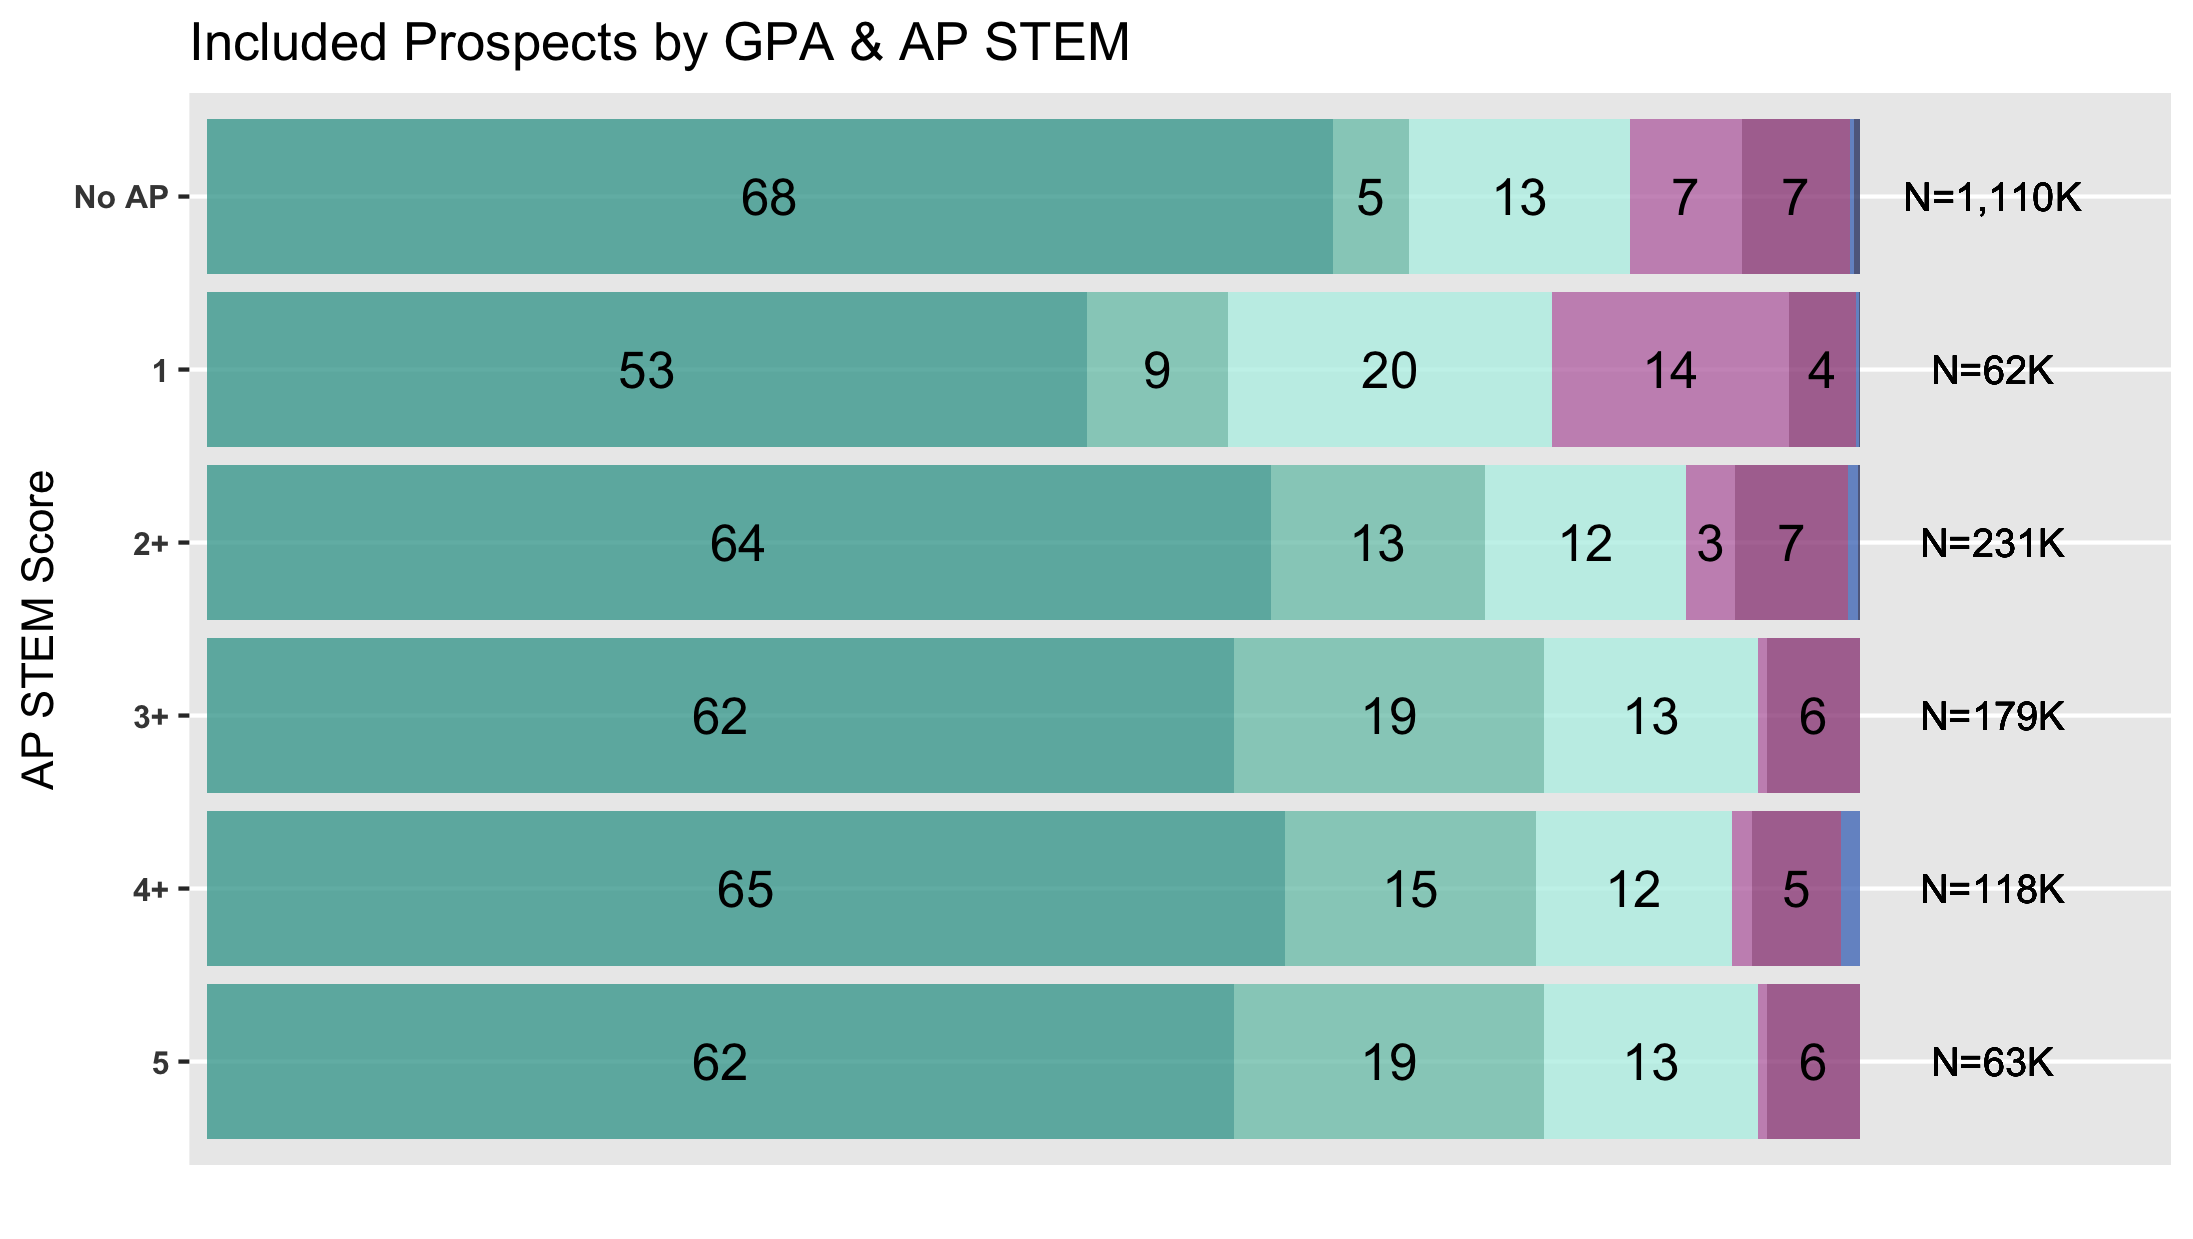 Included Prospects by GPA & AP STEM
AP STEM Score
No AP 68 5 13 7 7 N=1,110K
1 53 9 20 14 4 N=62K
2+ 64 13 12 3 7 N=231K
3+ 62 19 13 6 N=179K
4+ 65 15 12 5 N=118K
5 62 19 13 6 N=63K